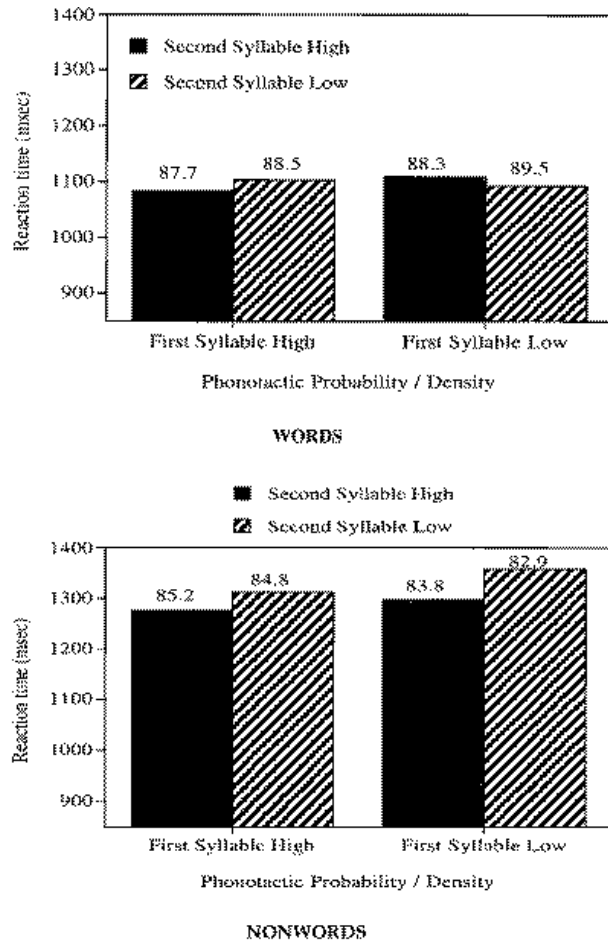 1400
Second Syllable High
1300
Second Syllable Low
1200
Reaction time (msec)
87.7 88.5 88.3 89.5
1100
1000
900
First Syllable High First Syllable Low
Phonotactic Probability / Density
WORDS
Second Syllable High
Second Syllable Low
1400
85.2 84.8 83.8 82.9
1300
1200
Reaction time (msec)
1100
1000
900
First Syllable High First Syllable Low
Phonotactic Probability / Density
NONWORDS